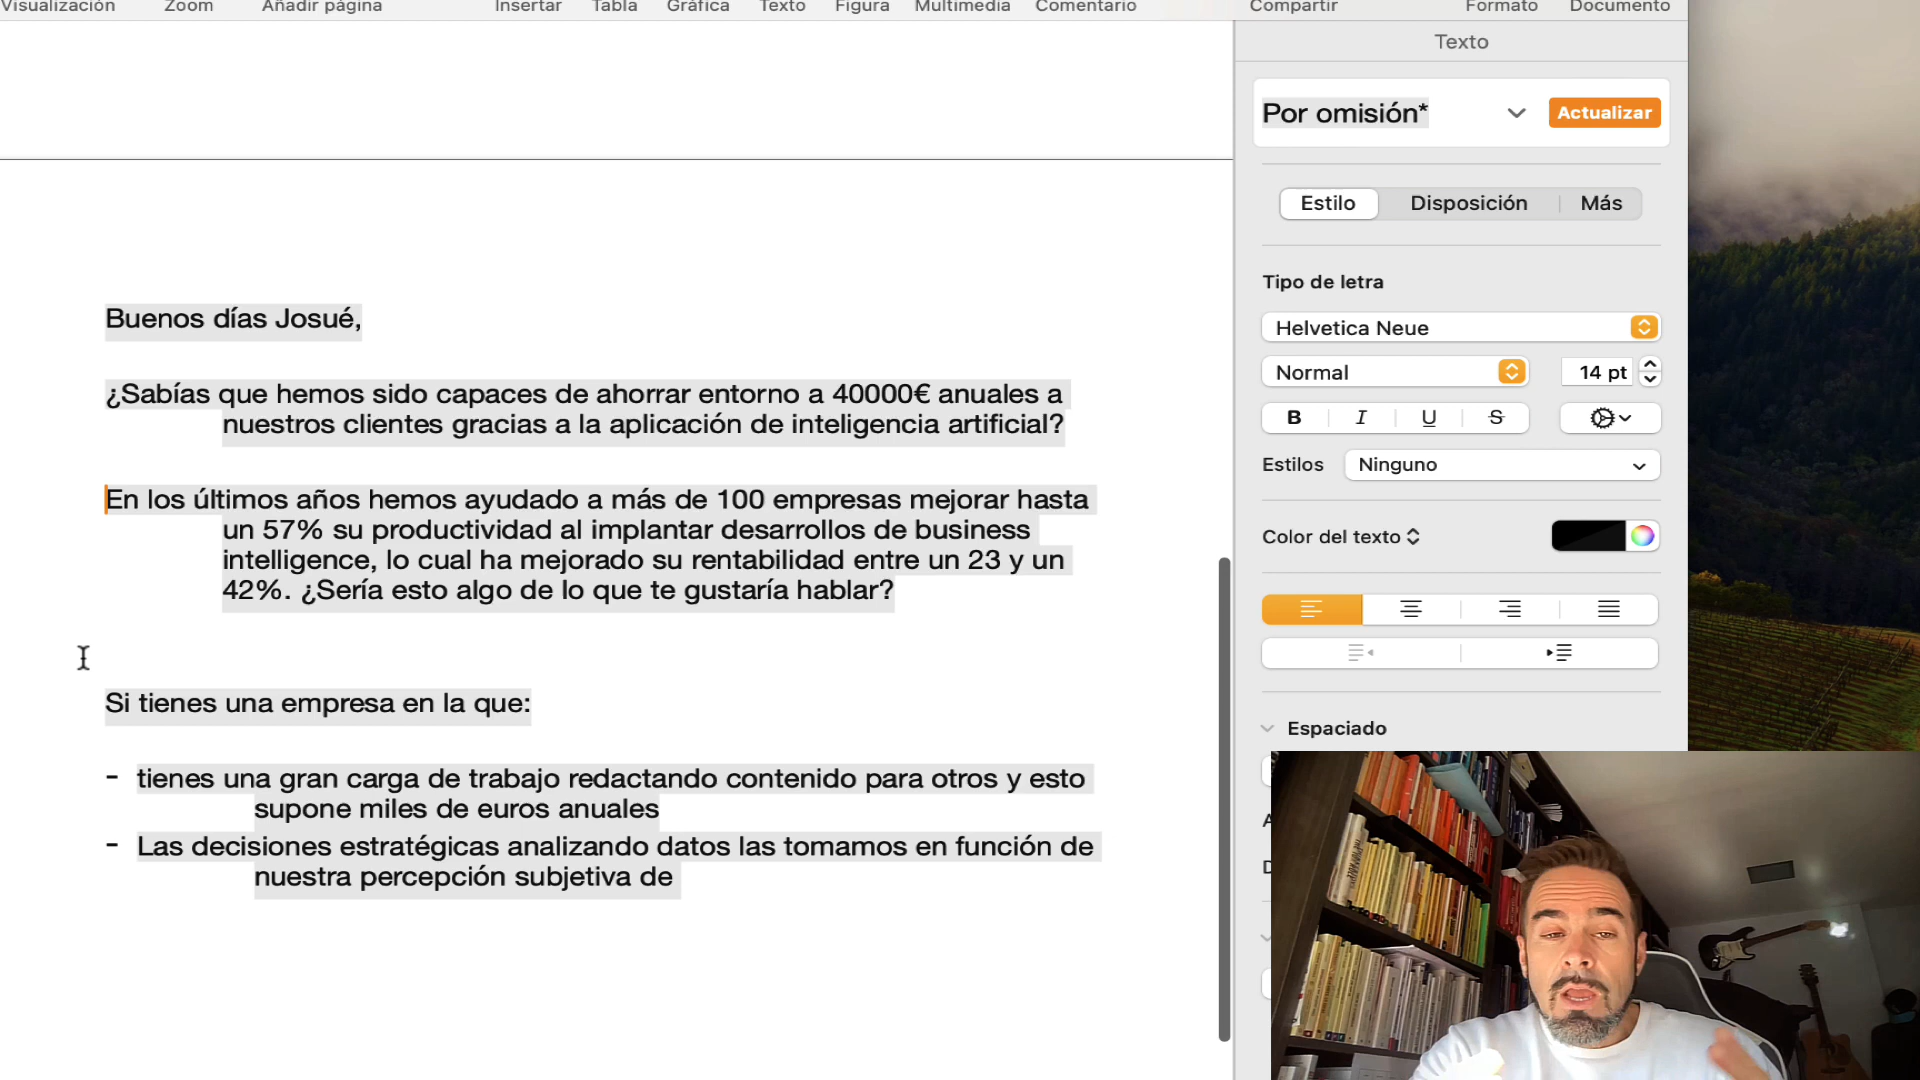 Visualización Zoom Añadir página Insertar Tabla Gráfica Texto Figura Multimedia Comentario Compartir Formato Documento
Texto
Por omisión* Actualizar
Estilo Disposición Más
Tipo de letra
Helvetica Neue
Normal 14 pt
B I U S
Estilos Ninguno
Color del texto
Espaciado
Buenos días Josué,
¿Sabías que hemos sido capaces de ahorrar entorno a 40000€ anuales a
nuestros clientes gracias a la aplicación de inteligencia artificial?
En los últimos años hemos ayudado a más de 100 empresas mejorar hasta
un 57% su productividad al implantar desarrollos de business
intelligence, lo cual ha mejorado su rentabilidad entre un 23 y un
42%. ¿Sería esto algo de lo que te gustaría hablar?
Si tienes una empresa en la que:
- tienes una gran carga de trabajo redactando contenido para otros y esto
supone miles de euros anuales
- Las decisiones estratégicas analizando datos las tomamos en función de
nuestra percepción subjetiva de